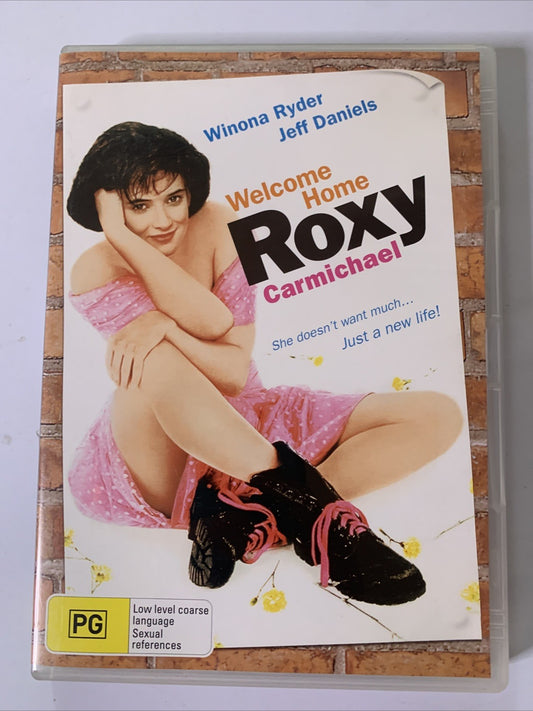 Winona Ryder
Jeff Daniels
Welcome
Home
Roxy
Carmichael
She doesn't want much...
Just a new life!
PG
Low level coarse
language
Sexual
references